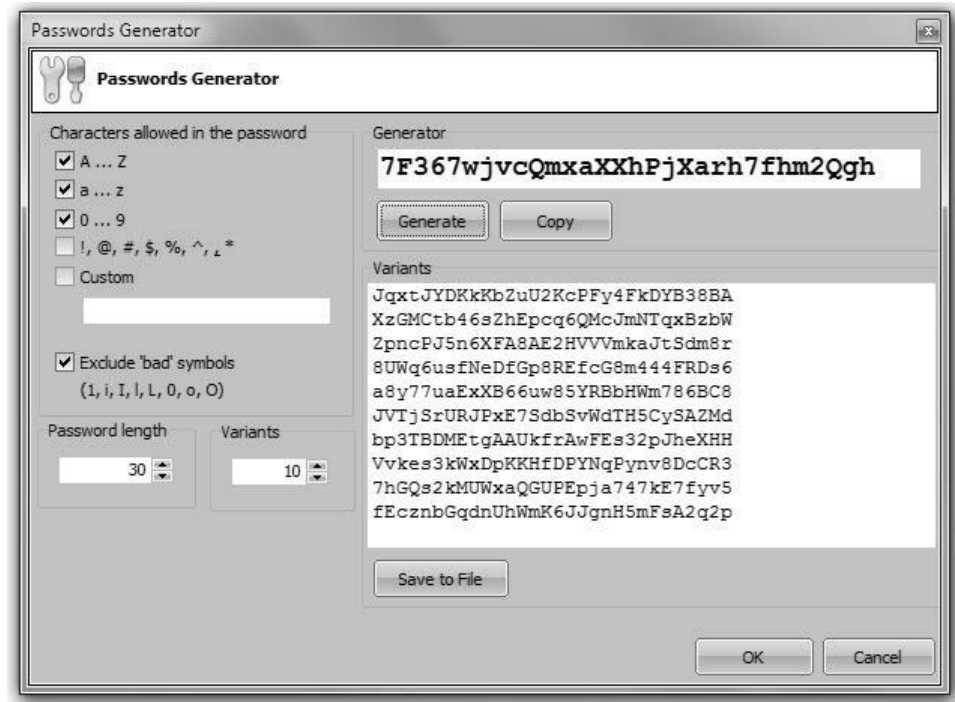 Passwords Generator
Passwords Generator
Characters allowed in the password
A ... Z
a ... z
0 ... 9
!, @, #, $, %, ^, *
Custom
Exclude 'bad' symbols
(1, i, I, l, L, 0, o, O)
Password length
30
Variants
10
Generator
7F367wjvcQmxaXXhPjXarh7fhm2Qgh
Generate
Copy
Variants
JqxtJYDKkKbZuU2KcPFy4FkDYB38BA
XzGMCtb46sZhEpcq6QMcJmNTqxBzbW
ZpncPJ5n6XFA8AE2HVVVmkaJtSdm8r
8UWq6usfNeDfGp8REfcG8m444FRDs6
a8y77uaExXB66uw85YRBbHWm786BC8
JVTjSrURJPxE7SdbSvWdTH5CySAZMd
bp3TBDMEtgAAUkfrAwFEs32pJheXHH
Vvkes3kWxDpKKHfDPYNqPynv8DcCR3
7hGQs2kMUWxaQGUPEpja747kE7fyv5
fEcznbGqdnUhWmK6JJgnH5mFsA2q2p
Save to File
OK
Cancel